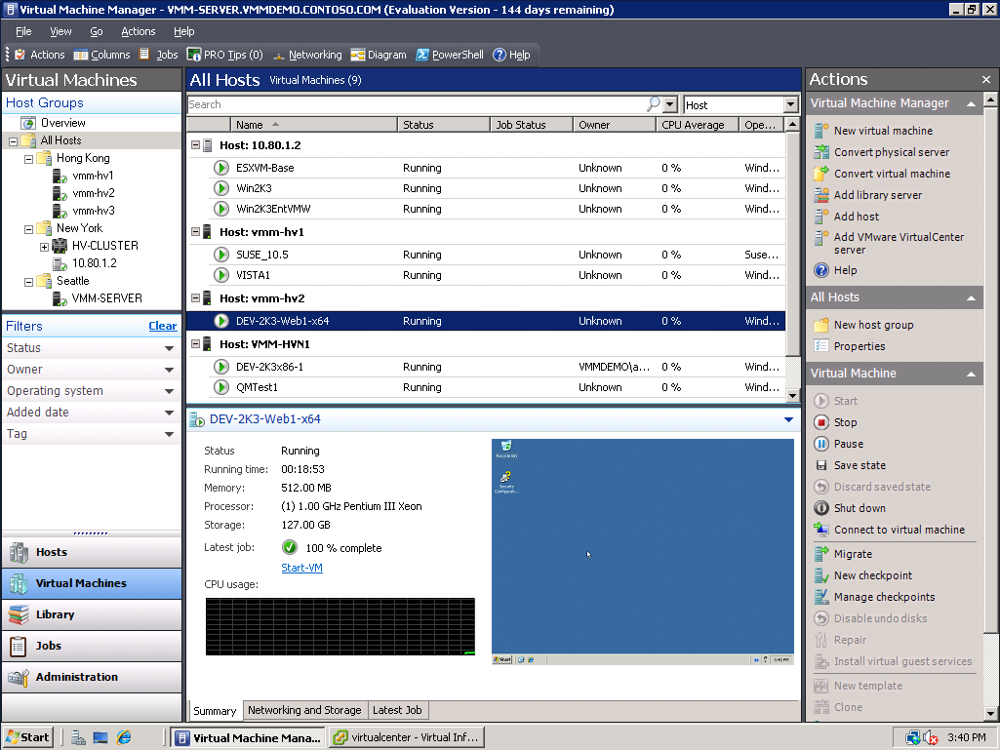 Virtual Machine Manager - VMM-SERVER.VMMDEMO.CONTOSO.COM (Evaluation Version - 144 days remaining)
File View Go Actions Help
Actions Columns Jobs PRO Tips (0) Networking Diagram PowerShell Help
Virtual Machines
Host Groups
Overview
All Hosts
Hong Kong
vmm-hv1
vmm-hv2
vmm-hv3
New York
HV-CLUSTER
10.80.1.2
Seattle
VMM-SERVER
Filters Clear
Status
Owner
Operating system
Added date
Tag
Hosts
Virtual Machines
Library
Jobs
Administration
All Hosts Virtual Machines (9)
Search Host
Name Status Job Status Owner CPU Average Ope...
Host: 10.80.1.2
ESXVM-Base Running Unknown 0 % Wind...
Win2K3 Running Unknown 0 % Wind...
Win2K3EntVMW Running Unknown 0 % Wind...
Host: vmm-hv1
SUSE_10.5 Running Unknown 0 % Suse...
VISTA1 Running Unknown 0 % Wind...
Host: vmm-hv2
DEV-2K3-Web1-x64 Running Unknown 0 % Wind...
Host: VMM-HVN1
DEV-2K3x86-1 Running VMMDEMO\a... 0 % Wind...
QMTest1 Running Unknown 0 % Wind...
DEV-2K3-Web1-x64
Status Running
Running time: 00:18:53
Memory: 512.00 MB
Processor: (1) 1.00 GHz Pentium III Xeon
Storage: 127.00 GB
Latest job: 100 % complete
Start-VM
CPU usage:
Recycle Bin
Security
Configurati...
Start 3:40 PM
Summary Networking and Storage Latest Job
Actions
Virtual Machine Manager
New virtual machine
Convert physical server
Convert virtual machine
Add library server
Add host
Add VMware VirtualCenter
server
Help
All Hosts
New host group
Properties
Virtual Machine
Start
Stop
Pause
Save state
Discard saved state
Shut down
Connect to virtual machine
Migrate
New checkpoint
Manage checkpoints
Disable undo disks
Repair
Install virtual guest services
New template
Clone
Start Virtual Machine Mana... virtualcenter - Virtual Inf... 3:40 PM